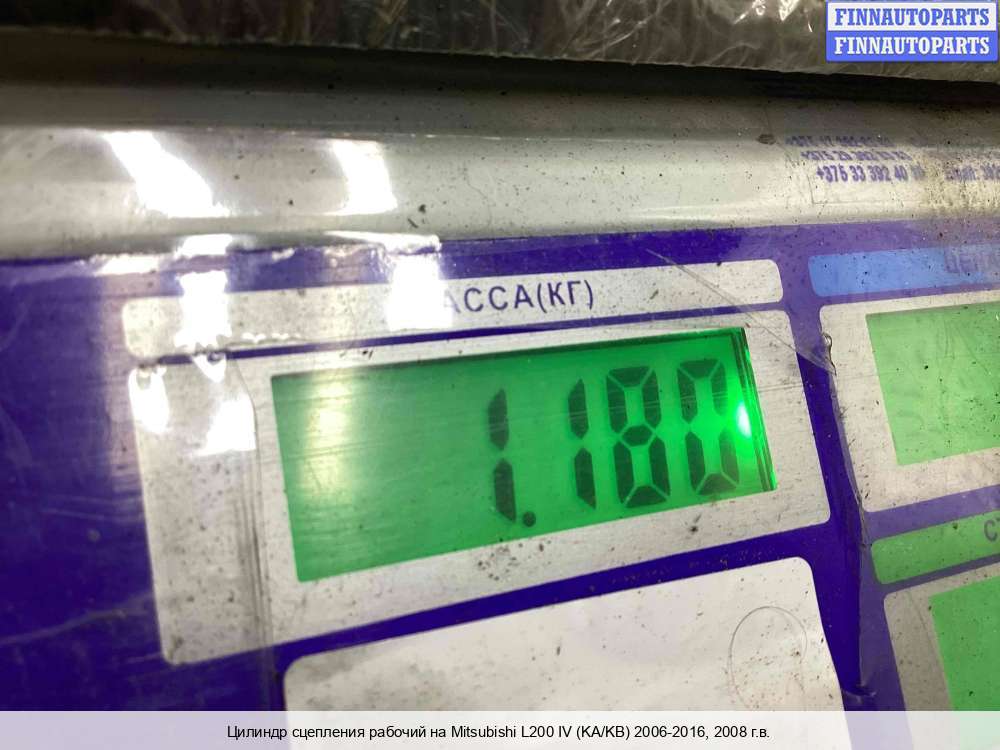 FINNAUTOPARTS
FINNAUTOPARTS
+375 33 392 40
АССА(КГ)
1.180
Цилиндр сцепления рабочий на Mitsubishi L200 IV (KA/KB) 2006-2016, 2008 г.в.